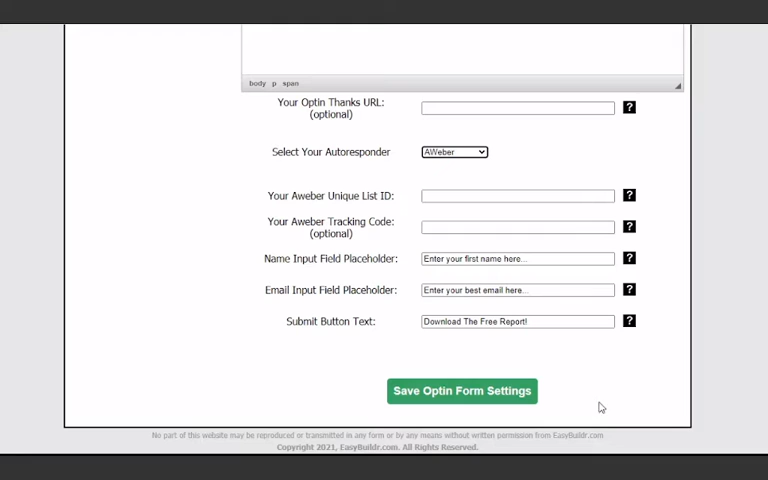 body p span
Your Optin Thanks URL:
(optional)
?
Select Your Autoresponder
AWeber
Your Aweber Unique List ID:
?
Your Aweber Tracking Code:
(optional)
?
Name Input Field Placeholder:
Enter your first name here...
?
Email Input Field Placeholder:
Enter your best email here...
?
Submit Button Text:
Download The Free Report!
?
Save Optin Form Settings
No part of this website may be reproduced or transmitted in any form or by any means without written permission from EasyBuildr.com
Copyright 2021, EasyBuildr.com. All Rights Reserved.